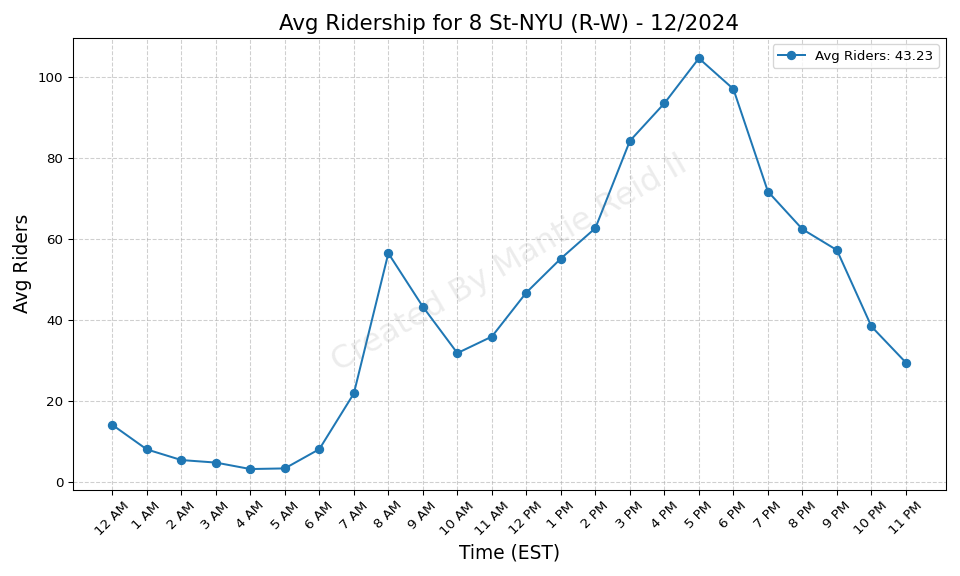 Avg Ridership for 8 St-NYU (R-W) - 12/2024
Avg Riders: 43.23
Avg Riders
100
80
60
40
20
0
Created By Mantle Reid II
12 AM
1 AM
2 AM
3 AM
4 AM
5 AM
6 AM
7 AM
8 AM
9 AM
10 AM
11 AM
12 PM
1 PM
2 PM
3 PM
4 PM
5 PM
6 PM
7 PM
8 PM
9 PM
10 PM
11 PM
Time (EST)